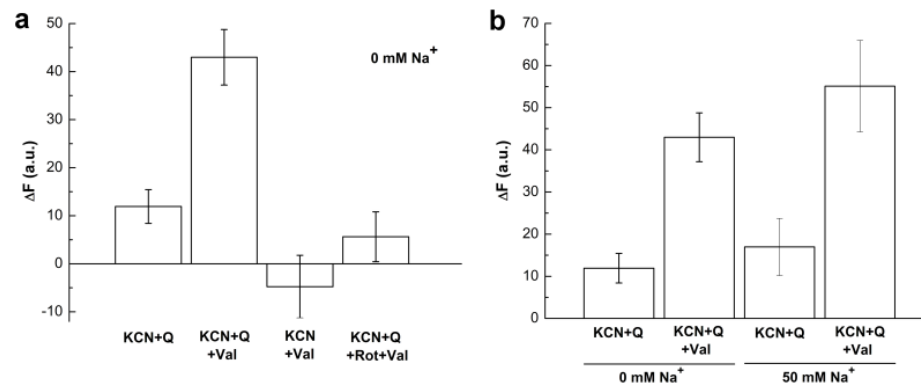 a
0 mM Na+
ΔF (a.u.)
50
40
30
20
10
0
-10
KCN+Q
KCN+Q
+Val
KCN
+Val
KCN+Q
+Rot+Val
b
ΔF (a.u.)
70
60
50
40
30
20
10
0
KCN+Q
KCN+Q
+Val
KCN+Q
KCN+Q
+Val
0 mM Na+
50 mM Na+